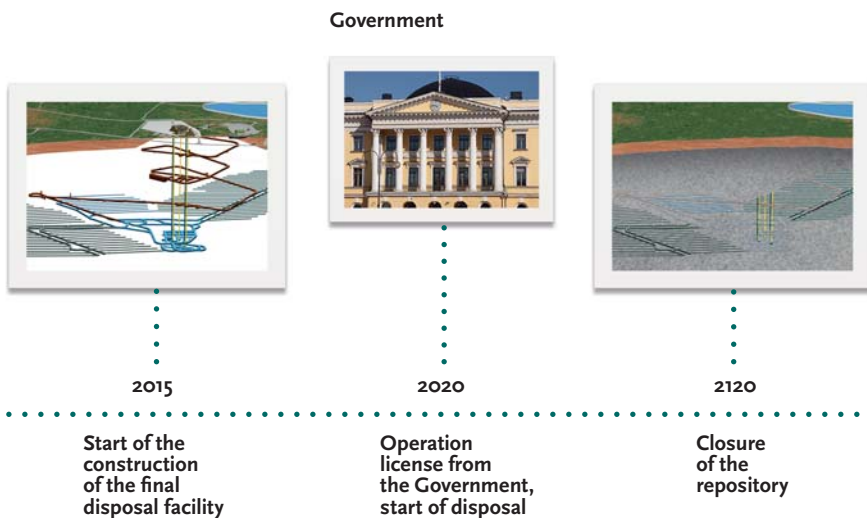 Government
2015
2020
2120
Start of the
construction
of the final
disposal facility
Operation
license from
the Government,
start of disposal
Closure
of the
repository